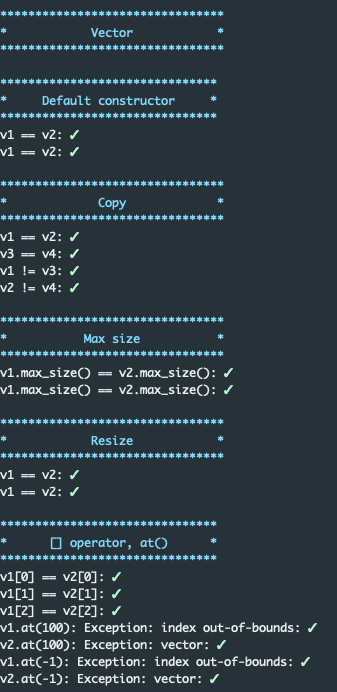 ********************************
*            Vector            *
********************************
*******************************
*     Default constructor     *
*******************************
v1 == v2: ✓
v1 == v2: ✓
********************************
*             Copy             *
********************************
v1 == v2: ✓
v3 == v4: ✓
v1 != v3: ✓
v2 != v4: ✓
********************************
*           Max size           *
********************************
v1.max_size() == v2.max_size(): ✓
v1.max_size() == v2.max_size(): ✓
********************************
*            Resize            *
********************************
v1 == v2: ✓
v1 == v2: ✓
*******************************
*      [] operator, at()      *
*******************************
v1[0] == v2[0]: ✓
v1[1] == v2[1]: ✓
v1[2] == v2[2]: ✓
v1.at(100): Exception: index out-of-bounds: ✓
v2.at(100): Exception: vector: ✓
v1.at(-1): Exception: index out-of-bounds: ✓
v2.at(-1): Exception: vector: ✓